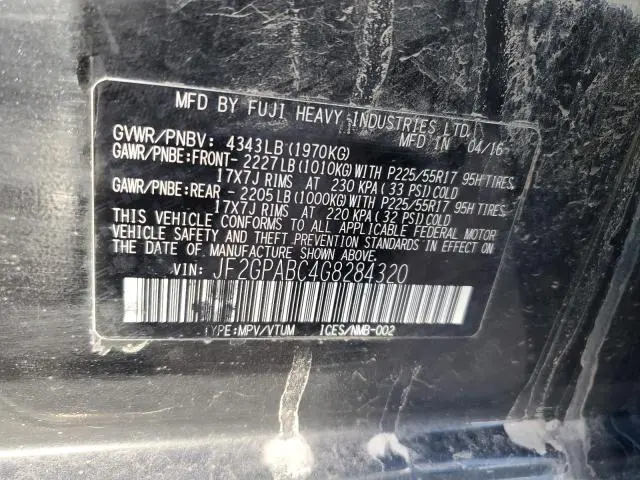 MFD BY FUJI HEAVY INDUSTRIES LTD.
MFD IN 04/16
GVWR/PNBV: 4343LB (1970KG)
GAWR/PNBE:FRONT- 2227LB (1010KG) WITH P225/55R17 95H TIRES,
17X7J RIMS AT 230 KPA (33 PSI) COLD
GAWR/PNBE:REAR - 2205LB (1000KG) WITH P225/55R17 95H TIRES,
17X7J RIMS AT 220 KPA (32 PSI) COLD
THIS VEHICLE CONFORMS TO ALL APPLICABLE FEDERAL MOTOR
VEHICLE SAFETY AND THEFT PREVENTION STANDARDS IN EFFECT
ON THE DATE OF MANUFACTURE SHOWN ABOVE.
VIN: JF2GPABC4G8284320
TYPE:MPV/VTUM ICES/NMB-002